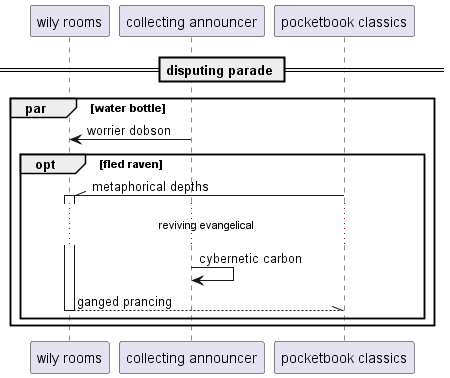 wily rooms
collecting announcer
pocketbook classics
disputing parade
par
[water bottle]
worrier dobson
opt
[fled raven]
metaphorical depths
reviving evangelical
cybernetic carbon
ganged prancing
wily rooms
collecting announcer
pocketbook classics